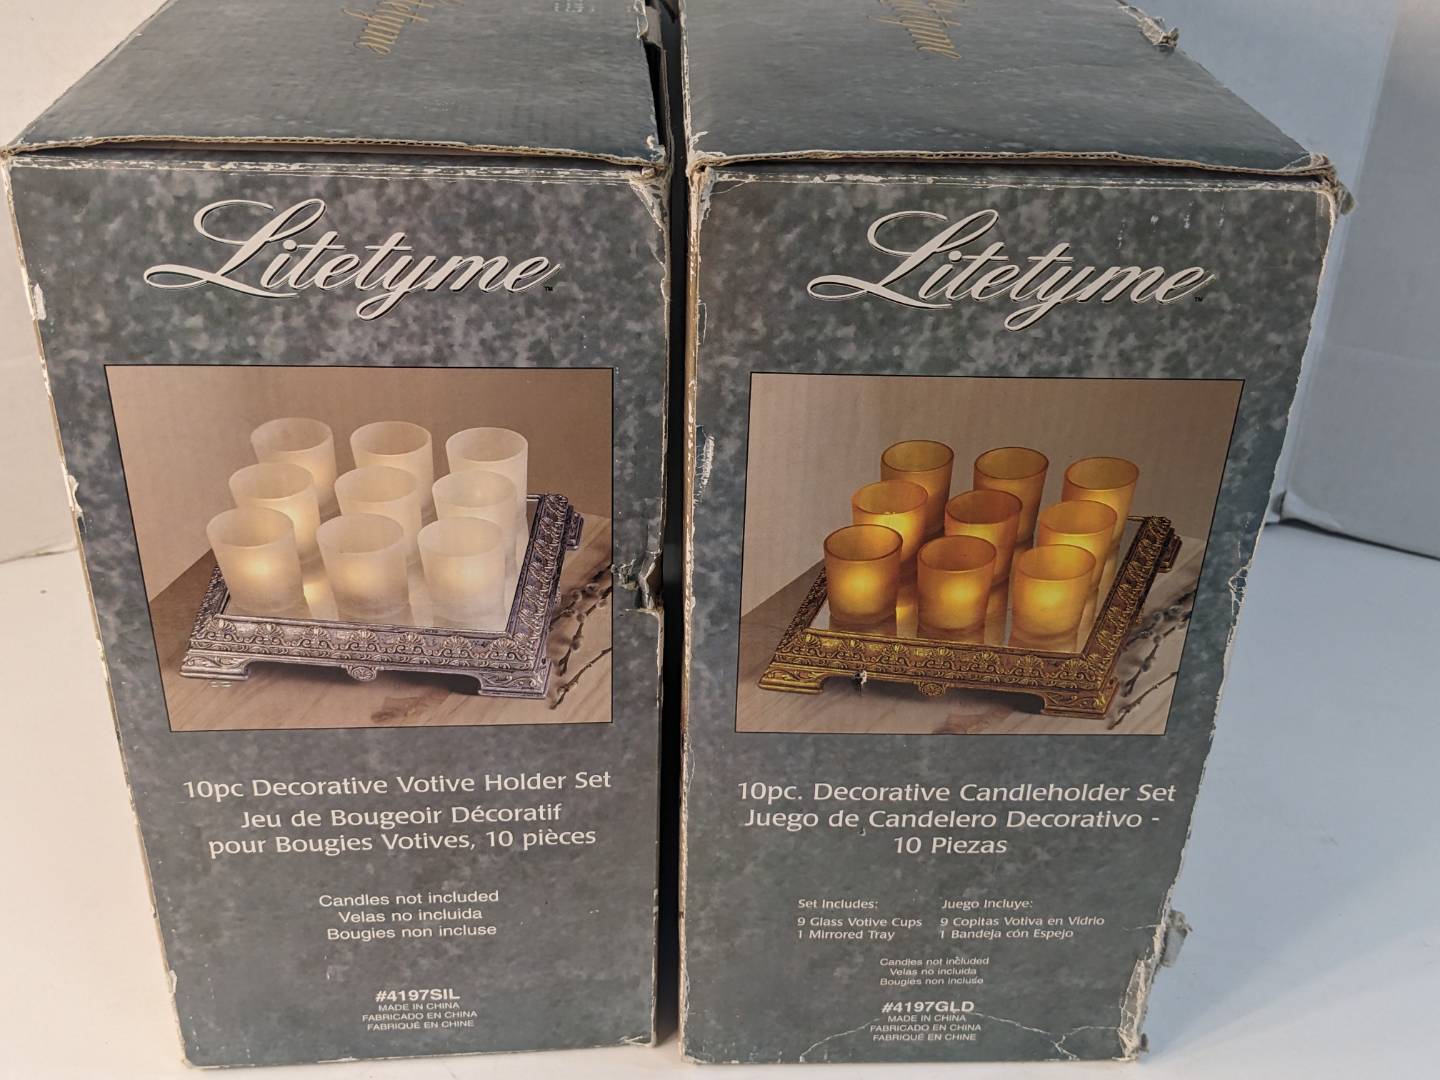 Litetyme™
10pc Decorative Votive Holder Set
Jeu de Bougeoir Décoratif
pour Bougies Votives, 10 pièces
Candles not included
Velas no incluida
Bougies non incluse
#4197SIL
MADE IN CHINA
FABRICADO EN CHINA
FABRIQUÉ EN CHINE
Litetyme™
10pc. Decorative Candleholder Set
Juego de Candelero Decorativo -
10 Piezas
Set Includes:
9 Glass Votive Cups
1 Mirrored Tray
Juego Incluye:
9 Copitas Votiva en Vidrio
1 Bandeja cón Espejo
Candles not included
Velas no incluida
Bougies non incluse
#4197GLD
MADE IN CHINA
FABRICADO EN CHINA
FABRIQUÉ EN CHINE